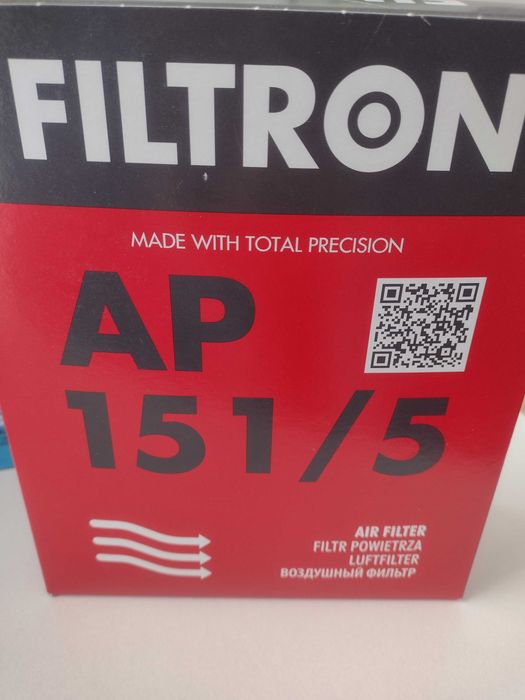 FILTRON
MADE WITH TOTAL PRECISION
AP
151/5
AIR FILTER
FILTR POWIETRZA
LUFTFILTER
ВОЗДУШНЫЙ ФИЛЬТР